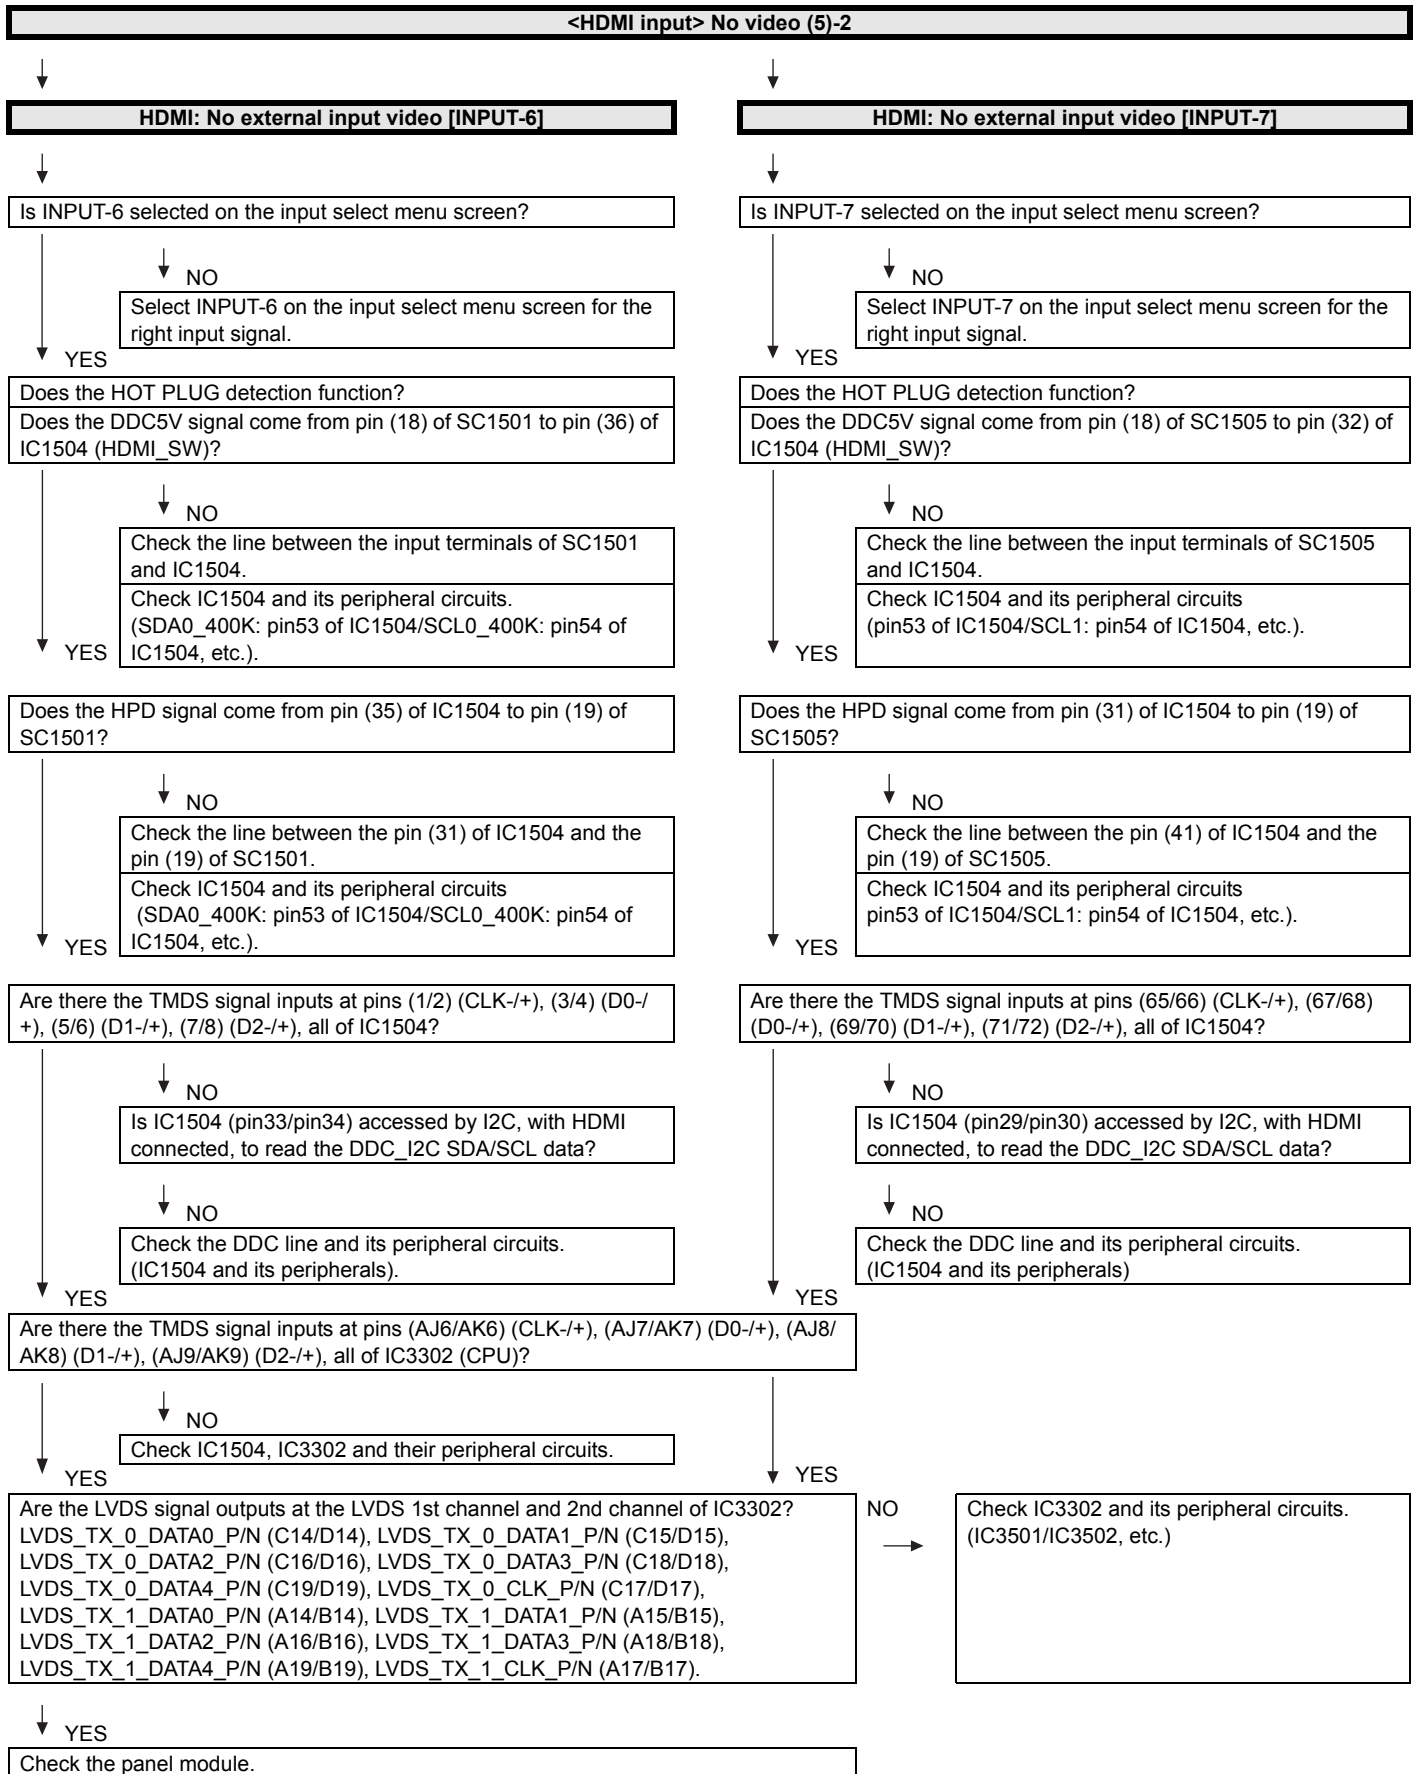 <HDMI input> No video (5)-2
HDMI: No external input video [INPUT-6]
Is INPUT-6 selected on the input select menu screen?
NO
Select INPUT-6 on the input select menu screen for the
right input signal.
YES
Does the HOT PLUG detection function?
Does the DDC5V signal come from pin (18) of SC1501 to pin (36) of
IC1504 (HDMI_SW)?
NO
Check the line between the input terminals of SC1501
and IC1504.
Check IC1504 and its peripheral circuits.
(SDA0_400K: pin53 of IC1504/SCL0_400K: pin54 of
IC1504, etc.).
YES
Does the HPD signal come from pin (35) of IC1504 to pin (19) of
SC1501?
NO
Check the line between the pin (31) of IC1504 and the
pin (19) of SC1501.
Check IC1504 and its peripheral circuits
(SDA0_400K: pin53 of IC1504/SCL0_400K: pin54 of
IC1504, etc.).
YES
Are there the TMDS signal inputs at pins (1/2) (CLK-/+), (3/4) (D0-/
+), (5/6) (D1-/+), (7/8) (D2-/+), all of IC1504?
NO
Is IC1504 (pin33/pin34) accessed by I2C, with HDMI
connected, to read the DDC_I2C SDA/SCL data?
NO
Check the DDC line and its peripheral circuits.
(IC1504 and its peripherals).
YES
HDMI: No external input video [INPUT-7]
Is INPUT-7 selected on the input select menu screen?
NO
Select INPUT-7 on the input select menu screen for the
right input signal.
YES
Does the HOT PLUG detection function?
Does the DDC5V signal come from pin (18) of SC1505 to pin (32) of
IC1504 (HDMI_SW)?
NO
Check the line between the input terminals of SC1505
and IC1504.
Check IC1504 and its peripheral circuits
(pin53 of IC1504/SCL1: pin54 of IC1504, etc.).
YES
Does the HPD signal come from pin (31) of IC1504 to pin (19) of
SC1505?
NO
Check the line between the pin (41) of IC1504 and the
pin (19) of SC1505.
Check IC1504 and its peripheral circuits
pin53 of IC1504/SCL1: pin54 of IC1504, etc.).
YES
Are there the TMDS signal inputs at pins (65/66) (CLK-/+), (67/68)
(D0-/+), (69/70) (D1-/+), (71/72) (D2-/+), all of IC1504?
NO
Is IC1504 (pin29/pin30) accessed by I2C, with HDMI
connected, to read the DDC_I2C SDA/SCL data?
NO
Check the DDC line and its peripheral circuits.
(IC1504 and its peripherals)
YES
Are there the TMDS signal inputs at pins (AJ6/AK6) (CLK-/+), (AJ7/AK7) (D0-/+), (AJ8/
AK8) (D1-/+), (AJ9/AK9) (D2-/+), all of IC3302 (CPU)?
NO
Check IC1504, IC3302 and their peripheral circuits.
YES
YES
Are the LVDS signal outputs at the LVDS 1st channel and 2nd channel of IC3302?
LVDS_TX_0_DATA0_P/N (C14/D14), LVDS_TX_0_DATA1_P/N (C15/D15),
LVDS_TX_0_DATA2_P/N (C16/D16), LVDS_TX_0_DATA3_P/N (C18/D18),
LVDS_TX_0_DATA4_P/N (C19/D19), LVDS_TX_0_CLK_P/N (C17/D17),
LVDS_TX_1_DATA0_P/N (A14/B14), LVDS_TX_1_DATA1_P/N (A15/B15),
LVDS_TX_1_DATA2_P/N (A16/B16), LVDS_TX_1_DATA3_P/N (A18/B18),
LVDS_TX_1_DATA4_P/N (A19/B19), LVDS_TX_1_CLK_P/N (A17/B17).
NO
Check IC3302 and its peripheral circuits.
(IC3501/IC3502, etc.)
YES
Check the panel module.